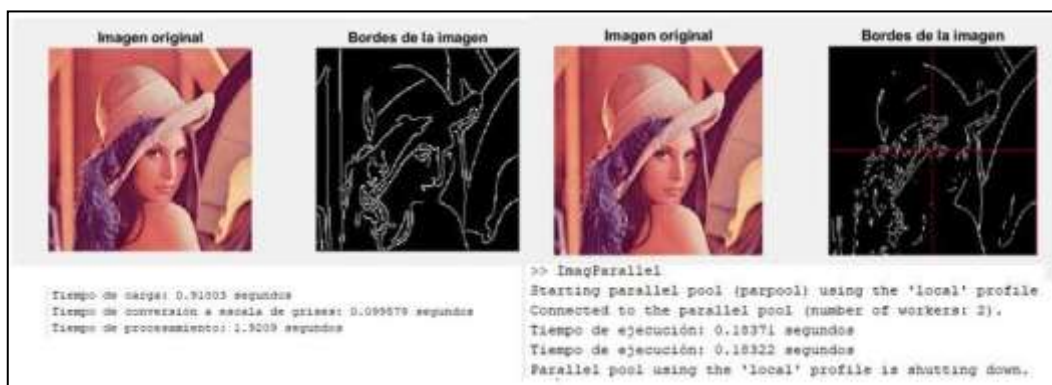 Imagen original
Bordes de la imagen
Imagen original
Bordes de la imagen
Tiempo de carga: 0.91003 segundos
Tiempo de conversión a escala de grises: 0.099879 segundos
Tiempo de procesamiento: 1.9209 segundos
>> ImagParallel
Starting parallel pool (parpool) using the 'local' profile
Connected to the parallel pool (number of workers: 2).
Tiempo de ejecución: 0.18371 segundos
Tiempo de ejecución: 0.18322 segundos
Parallel pool using the 'local' profile is shutting down.